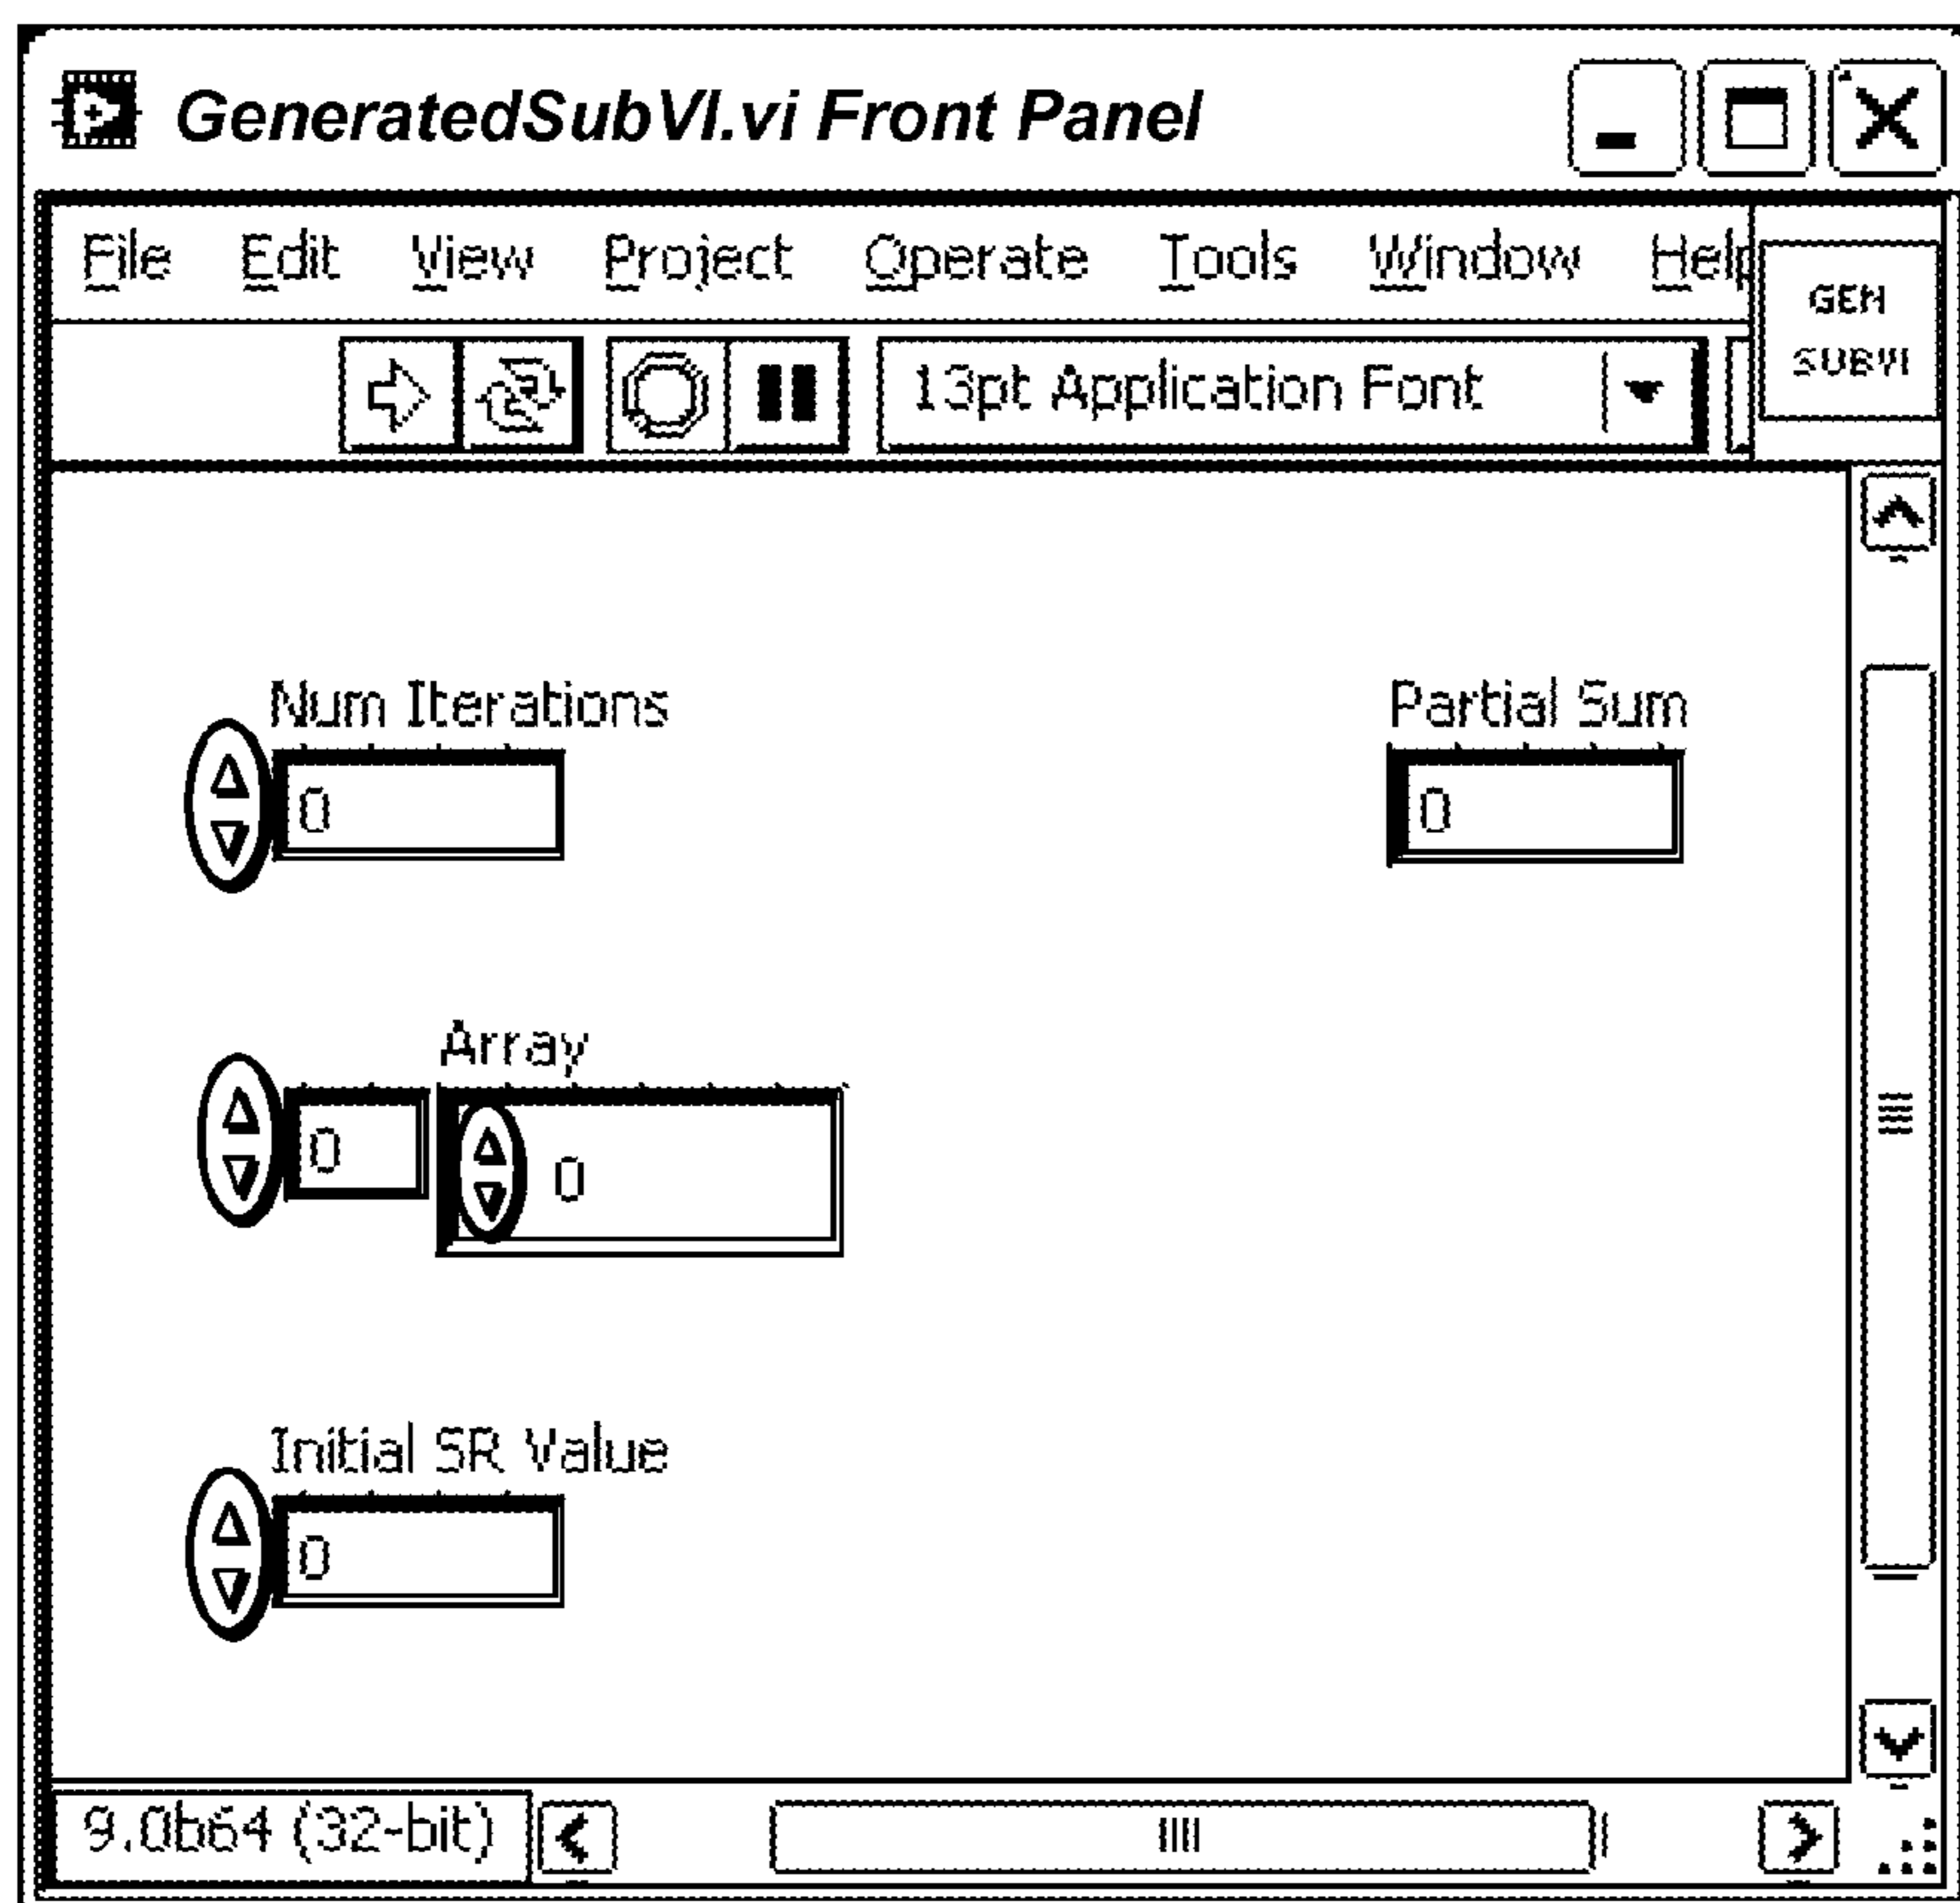 GeneratedSubVI.vi Front Panel
File Edit View Project Operate Tools Window Help
GEN
SUBVI
13pt Application Font
Num Iterations
0
Partial Sum
0
Array
0 0
Initial SR Value
0
9.0b64 (32-bit)